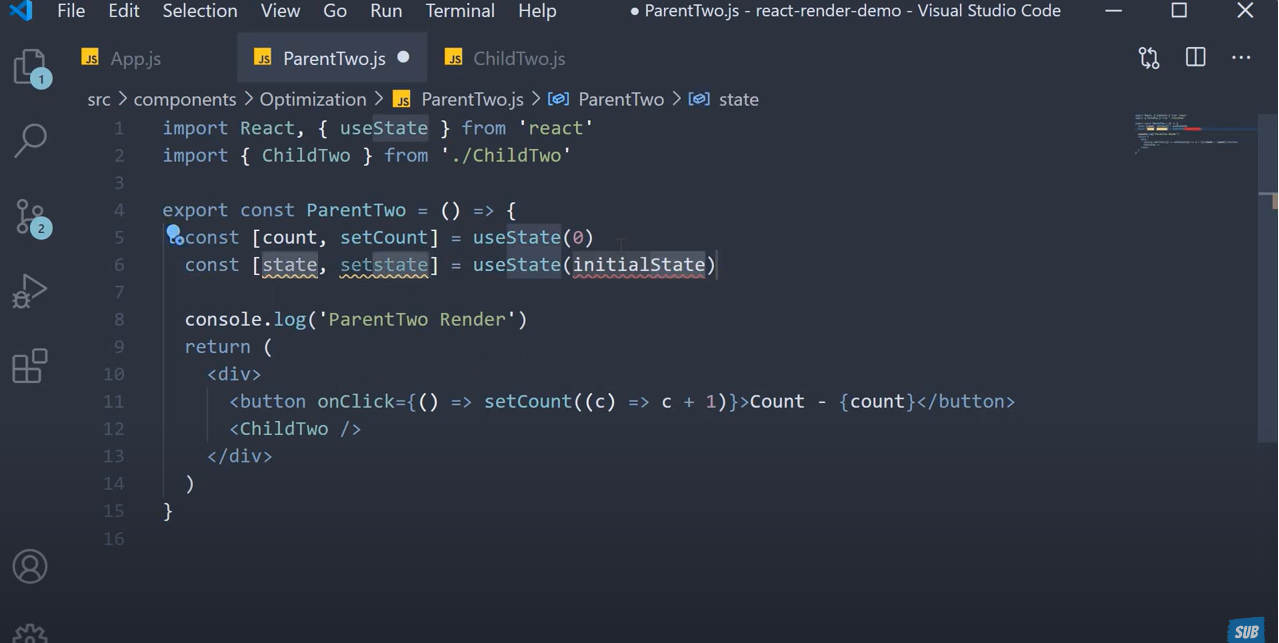 File Edit Selection View Go Run Terminal Help ● ParentTwo.js - react-render-demo - Visual Studio Code
JS App.js JS ParentTwo.js ● JS ChildTwo.js
1
src > components > Optimization > JS ParentTwo.js > ParentTwo > state
1 import React, { useState } from 'react'
2 import { ChildTwo } from './ChildTwo'
3
4 export const ParentTwo = () => {
2
5 const [count, setCount] = useState(0)
6 const [state, setstate] = useState(initialState)
7
8 console.log('ParentTwo Render')
9 return (
10 <div>
11 <button onClick={() => setCount((c) => c + 1)}>Count - {count}</button>
12 <ChildTwo />
13 </div>
14 )
15 }
16
SUB